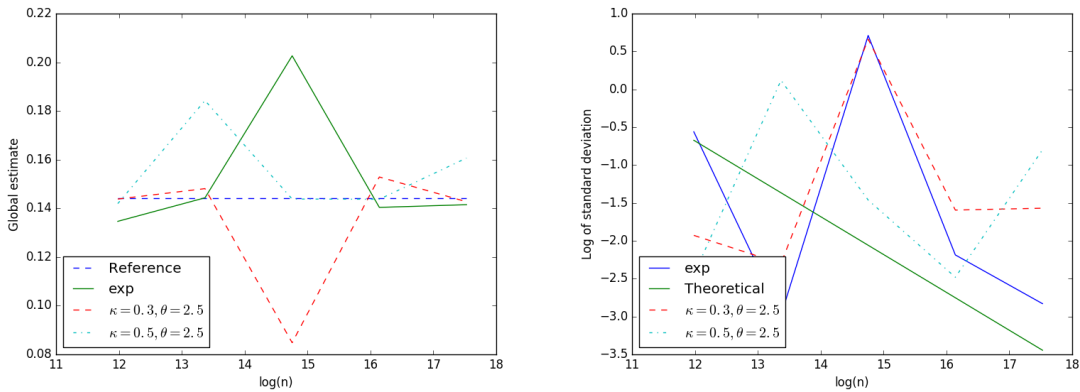 0.22
0.20
0.18
0.16
0.14
0.12
0.10
0.08
Global estimate
Reference
exp
κ = 0.3, θ = 2.5
κ = 0.5, θ = 2.5
11 12 13 14 15 16 17 18
log(n)
1.0
0.5
0.0
−0.5
−1.0
−1.5
−2.0
−2.5
−3.0
−3.5
Log of standard deviation
exp
Theoretical
κ = 0.3, θ = 2.5
κ = 0.5, θ = 2.5
11 12 13 14 15 16 17 18
log(n)